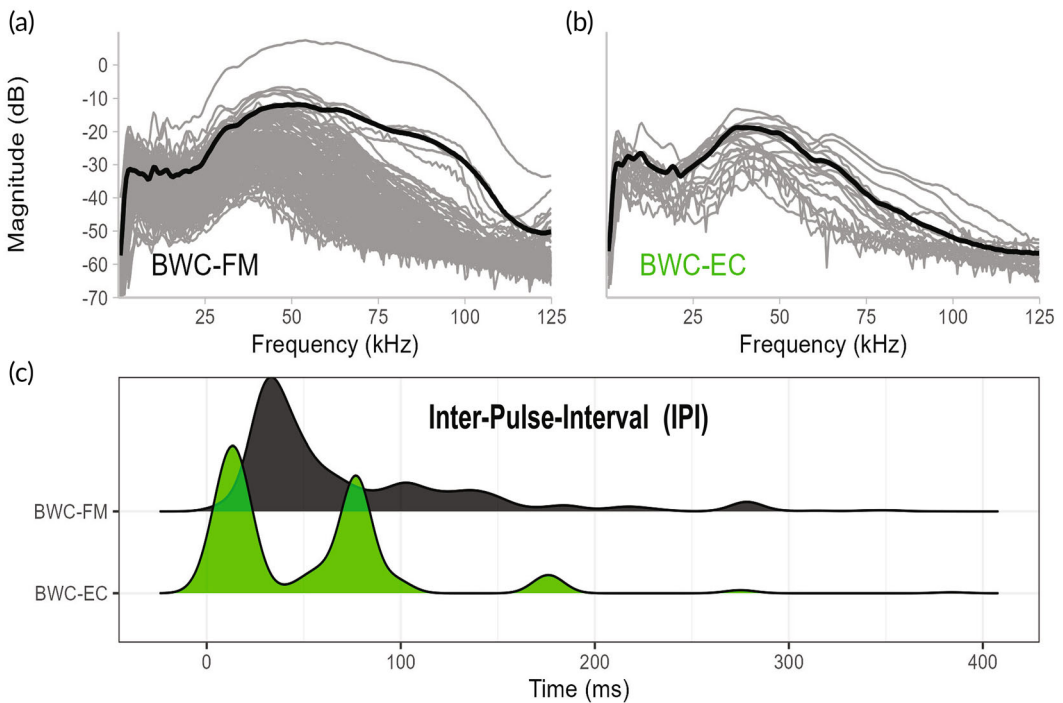 (a)
(b)
Magnitude (dB)
0
-10
-20
-30
-40
-50
-60
-70
BWC-FM
BWC-EC
25
50
75
100
125
25
50
75
100
125
Frequency (kHz)
Frequency (kHz)
(c)
Inter-Pulse-Interval (IPI)
BWC-FM
BWC-EC
0
100
200
300
400
Time (ms)